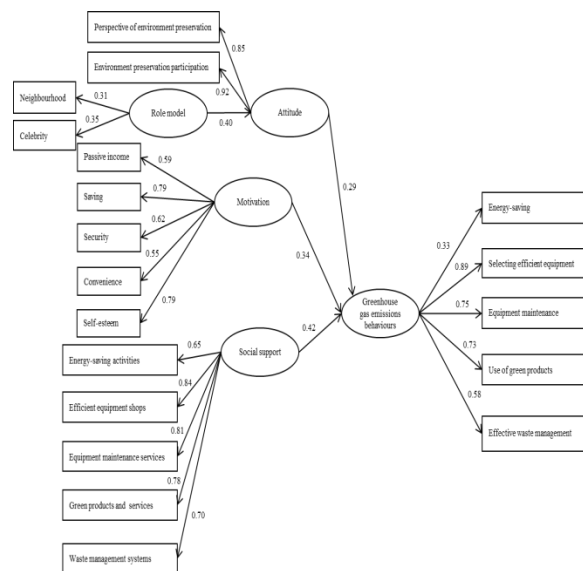 Perspective of environment preservation
0.85
Environment preservation participation
0.92
Neighbourhood
0.31
Role model
0.40
Attitude
Celebrity
0.35
Passive income
0.59
Saving
0.79
Motivation
0.29
Energy-saving
Security
0.62
0.33
Selecting efficient equipment
0.34
0.89
Convenience
0.55
Greenhouse
gas emissions
behaviours
0.75
Equipment maintenance
Self-esteem
0.79
0.73
Use of green products
Social support
0.42
Energy-saving activities
0.65
0.58
Efficient equipment shops
0.84
Effective waste management
Equipment maintenance services
0.81
Green products and services
0.78
Waste management systems
0.70